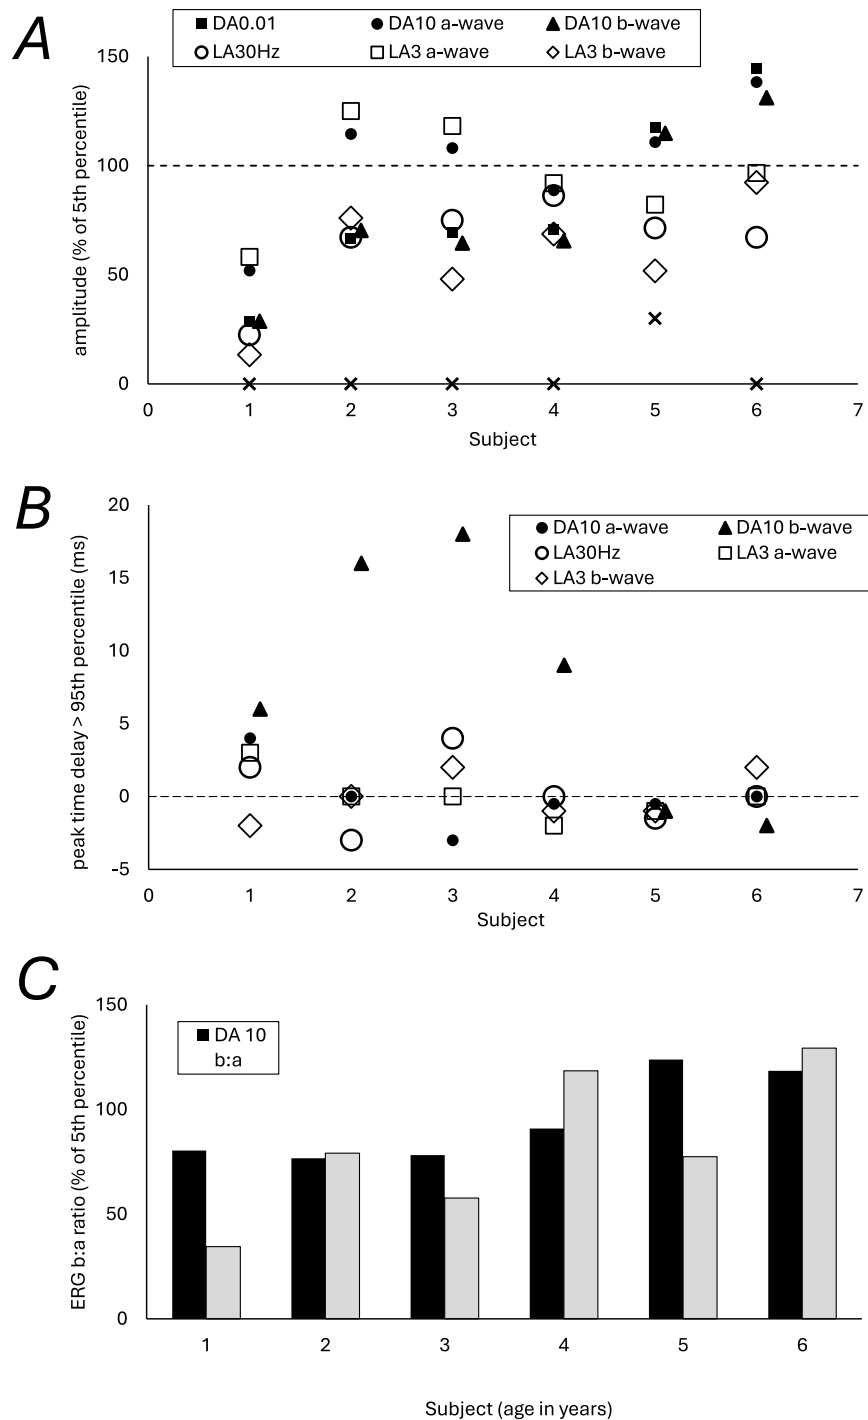 A
DA0.01 DA10 a-wave DA10 b-wave
LA30Hz LA3 a-wave LA3 b-wave
amplitude (% of 5th percentile)
150
100
50
0
0 1 2 3 4 5 6 7
Subject
B
DA10 a-wave DA10 b-wave
LA30Hz LA3 a-wave
LA3 b-wave
peak time delay > 95th percentile (ms)
20
15
10
5
0
-5
0 1 2 3 4 5 6 7
Subject
C
DA 10
b:a
ERG b:a ratio (% of 5th percentile)
150
100
50
0
1 2 3 4 5 6
Subject (age in years)